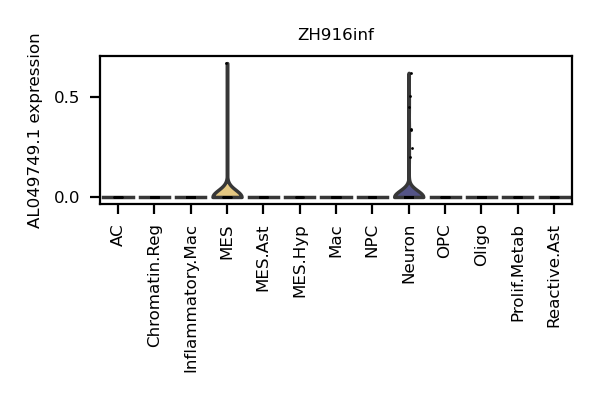 ZH916inf
AL049749.1 expression
0.5
0.0
AC
Chromatin.Reg
Inflammatory.Mac
MES
MES.Ast
MES.Hyp
Mac
NPC
Neuron
OPC
Oligo
Prolif.Metab
Reactive.Ast